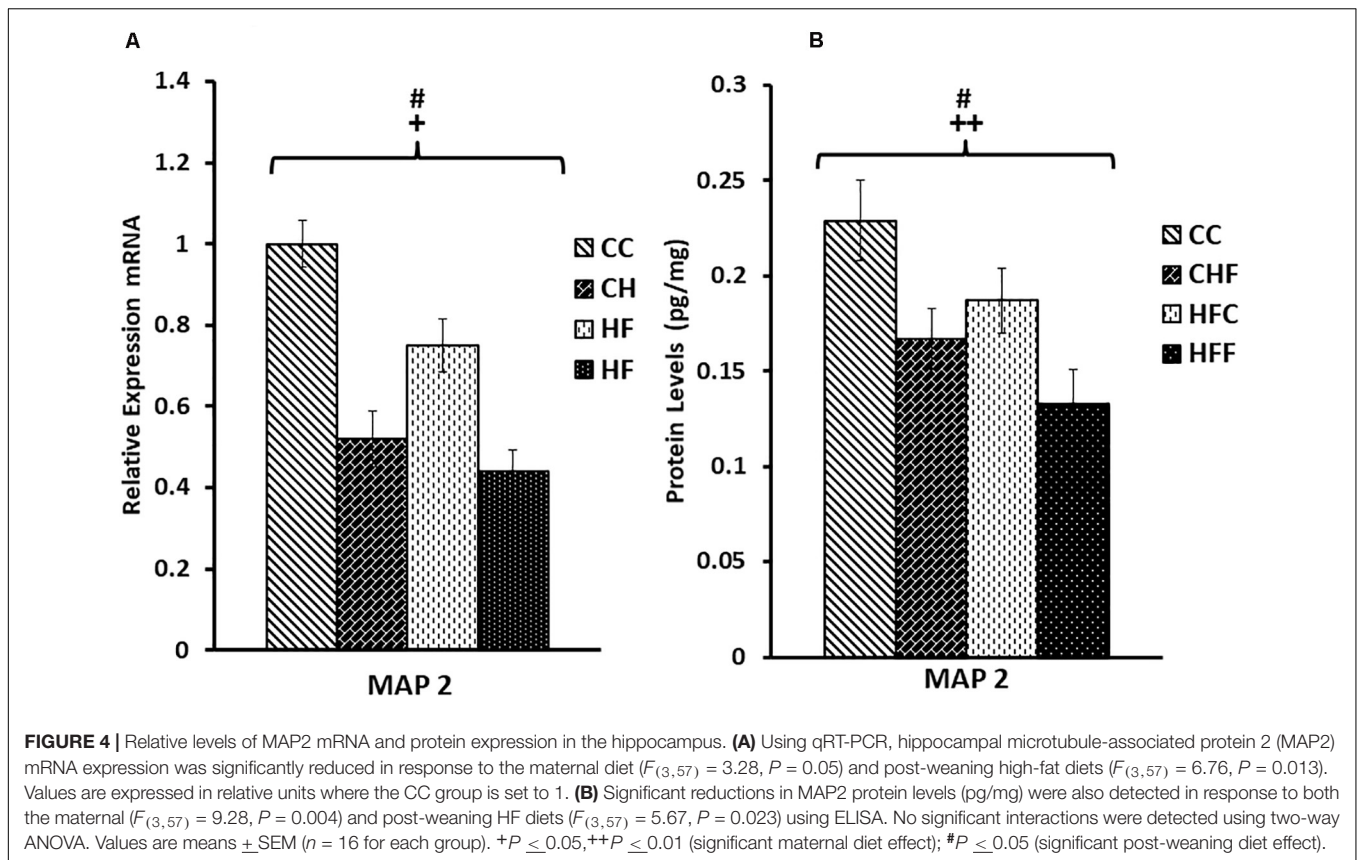 A
1.4
1.2
1
0.8
0.6
0.4
0.2
0
Relative Expression mRNA
#
+
MAP 2
CC
CH
HF
HF
B
0.3
0.25
0.2
0.15
0.1
0.05
0
Protein Levels (pg/mg)
#
++
MAP 2
CC
CHF
HFC
HFF
FIGURE 4 | Relative levels of MAP2 mRNA and protein expression in the hippocampus. (A) Using qRT-PCR, hippocampal microtubule-associated protein 2 (MAP2)
mRNA expression was significantly reduced in response to the maternal diet (F(3,57) = 3.28, P = 0.05) and post-weaning high-fat diets (F(3,57) = 6.76, P = 0.013).
Values are expressed in relative units where the CC group is set to 1. (B) Significant reductions in MAP2 protein levels (pg/mg) were also detected in response to both
the maternal (F(3,57) = 9.28, P = 0.004) and post-weaning HF diets (F(3,57) = 5.67, P = 0.023) using ELISA. No significant interactions were detected using two-way
ANOVA. Values are means ± SEM (n = 16 for each group). +P ≤ 0.05,++P ≤ 0.01 (significant maternal diet effect); #P ≤ 0.05 (significant post-weaning diet effect).